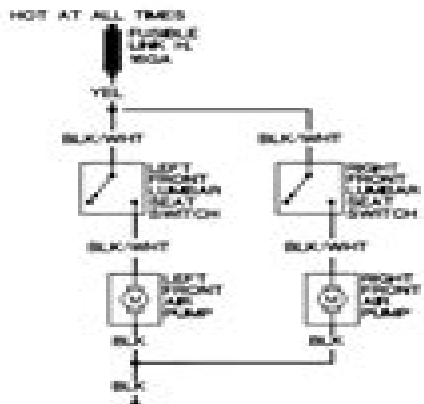 HOT AT ALL TIMES
FUSIBLE
LINK H,
160A
YEL
BLK/WHT
BLK/WHT
LEFT
FRONT
LUMBAR
SEAT
SWITCH
RIGHT
FRONT
LUMBAR
SEAT
SWITCH
BLK/WHT
BLK/WHT
LEFT
FRONT
AIR
PUMP
M
RIGHT
FRONT
AIR
PUMP
M
BLK
BLK
BLK